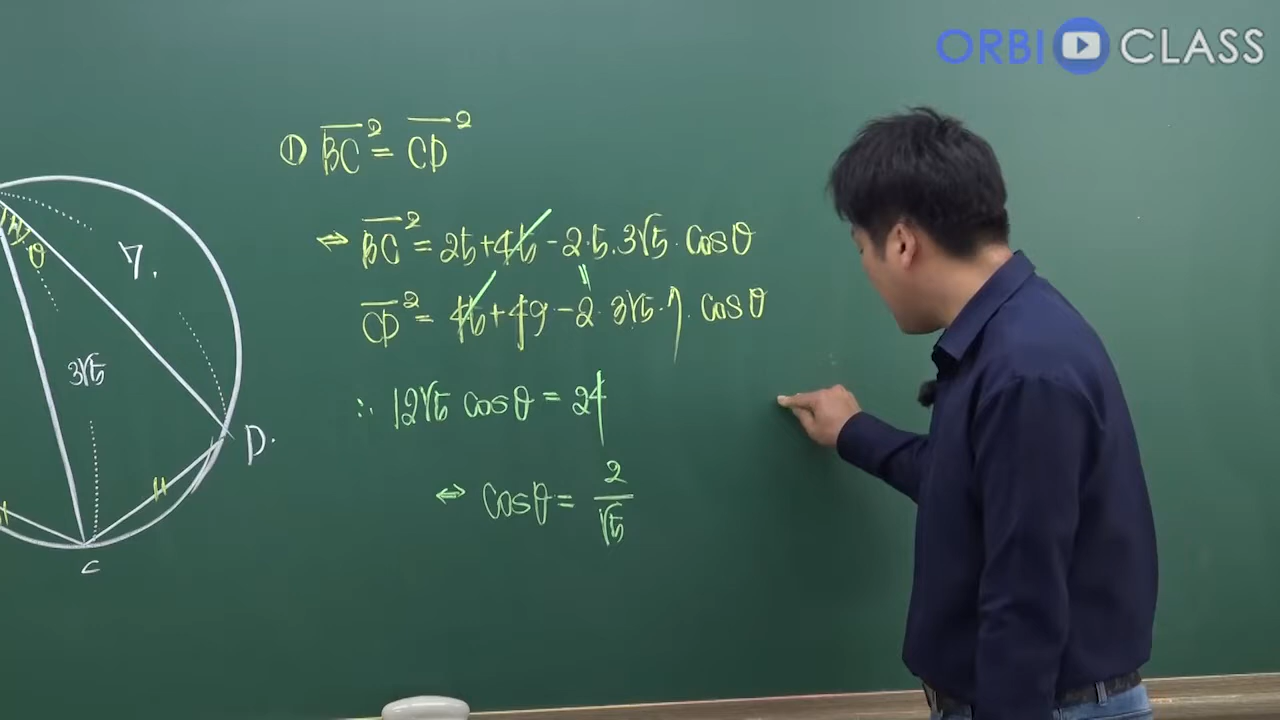 ORBI CLASS
① BC² = CD²
⇔ BC² = 25+45-2·5·3√5·cosθ
CD² = 45+49-2·3√5·7·cosθ
∴ 12√5 cosθ = 24
⇔ cosθ = 2/√5
θ
7.
3√5
D.
C